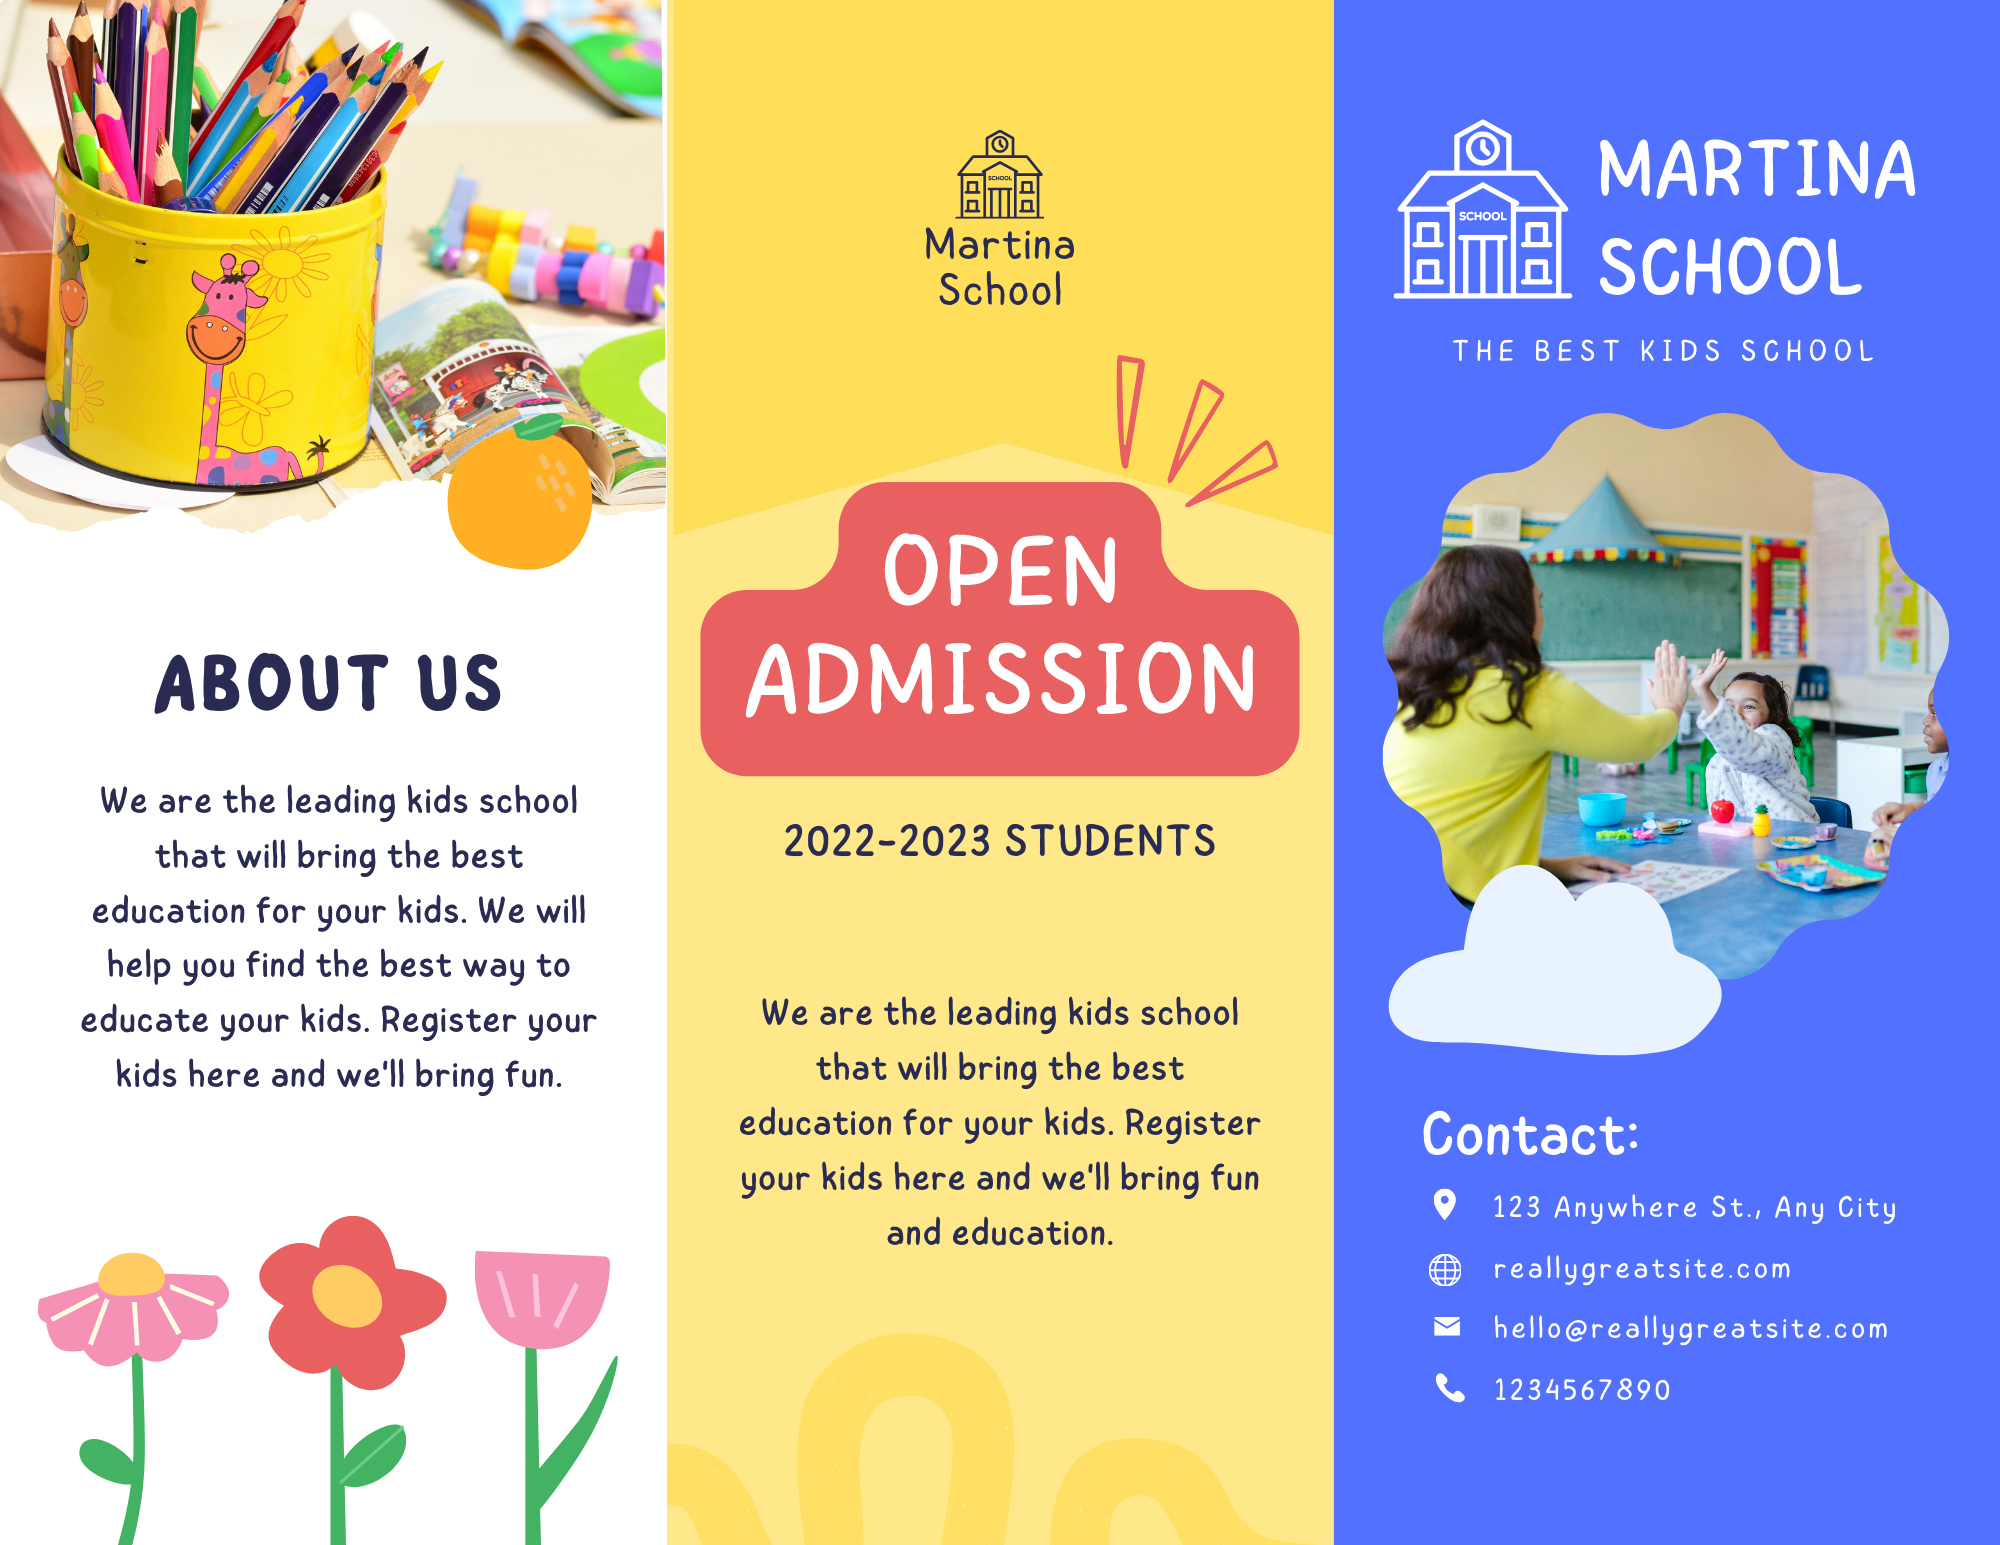 ABOUT US
We are the leading kids school
that will bring the best
education for your kids. We will
help you find the best way to
educate your kids. Register your
kids here and we'll bring fun.
SCHOOL
Martina
School
OPEN
ADMISSION
2022-2023 STUDENTS
We are the leading kids school
that will bring the best
education for your kids. Register
your kids here and we'll bring fun
and education.
SCHOOL
MARTINA
SCHOOL
THE BEST KIDS SCHOOL
Contact:
123 Anywhere St., Any City
reallygreatsite.com
hello@reallygreatsite.com
1234567890